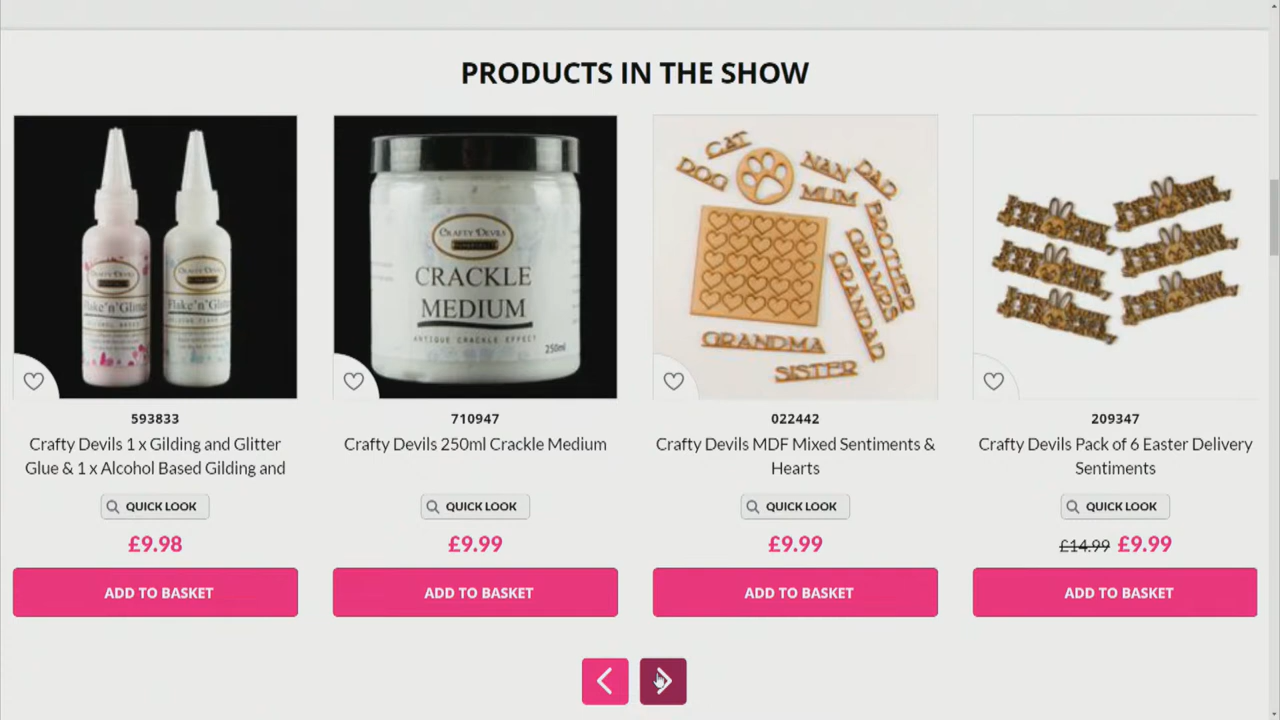 PRODUCTS IN THE SHOW
CRAFTY DEVILS
Flake'n'Glitter
CRAFTY DEVILS
Flake'n'Glitter
CRAFTY DEVILS
CRACKLE
MEDIUM
ANTIQUE CRACKLE EFFECT
250ml
CAT
DOG
NAN
DAD
MUM
BROTHER
GRAMPS
GRANDAD
GRANDMA
SISTER
593833
Crafty Devils 1 x Gilding and Glitter
Glue & 1 x Alcohol Based Gilding and
QUICK LOOK
£9.98
ADD TO BASKET
710947
Crafty Devils 250ml Crackle Medium
QUICK LOOK
£9.99
ADD TO BASKET
022442
Crafty Devils MDF Mixed Sentiments &
Hearts
QUICK LOOK
£9.99
ADD TO BASKET
209347
Crafty Devils Pack of 6 Easter Delivery
Sentiments
QUICK LOOK
£14.99 £9.99
ADD TO BASKET